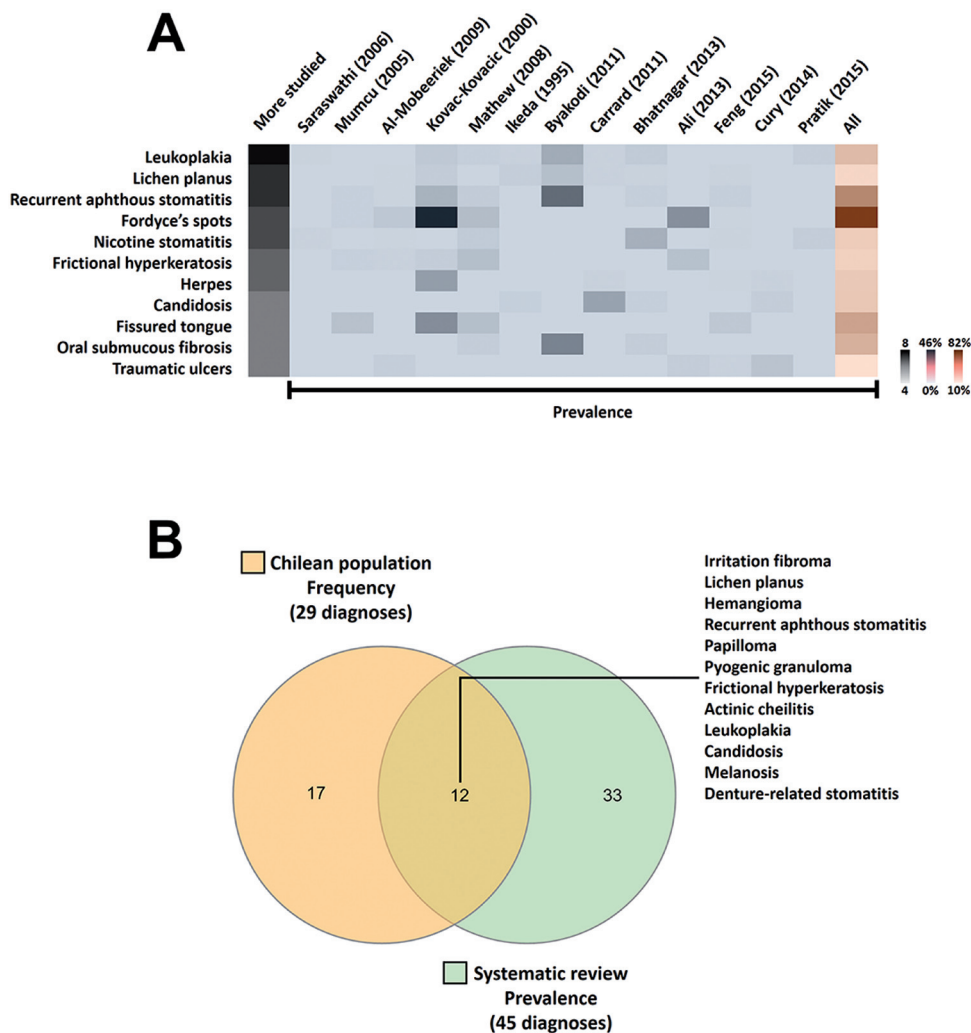 A
More studied
Saraswathi (2006)
Mumcu (2005)
Al-Mobeeriek (2009)
Kovac-Kovacic (2000)
Mathew (2008)
Ikeda (1995)
Byakodi (2011)
Carrard (2011)
Bhatnagar (2013)
Ali (2013)
Feng (2015)
Cury (2014)
Pratik (2015)
All
Leukoplakia
Lichen planus
Recurrent aphthous stomatitis
Fordyce's spots
Nicotine stomatitis
Frictional hyperkeratosis
Herpes
Candidosis
Fissured tongue
Oral submucous fibrosis
Traumatic ulcers
8 46% 82%
4 0% 10%
Prevalence
B
Chilean population
Frequency
(29 diagnoses)
Irritation fibroma
Lichen planus
Hemangioma
Recurrent aphthous stomatitis
Papilloma
Pyogenic granuloma
Frictional hyperkeratosis
Actinic cheilitis
Leukoplakia
Candidosis
Melanosis
Denture-related stomatitis
17
12
33
Systematic review
Prevalence
(45 diagnoses)